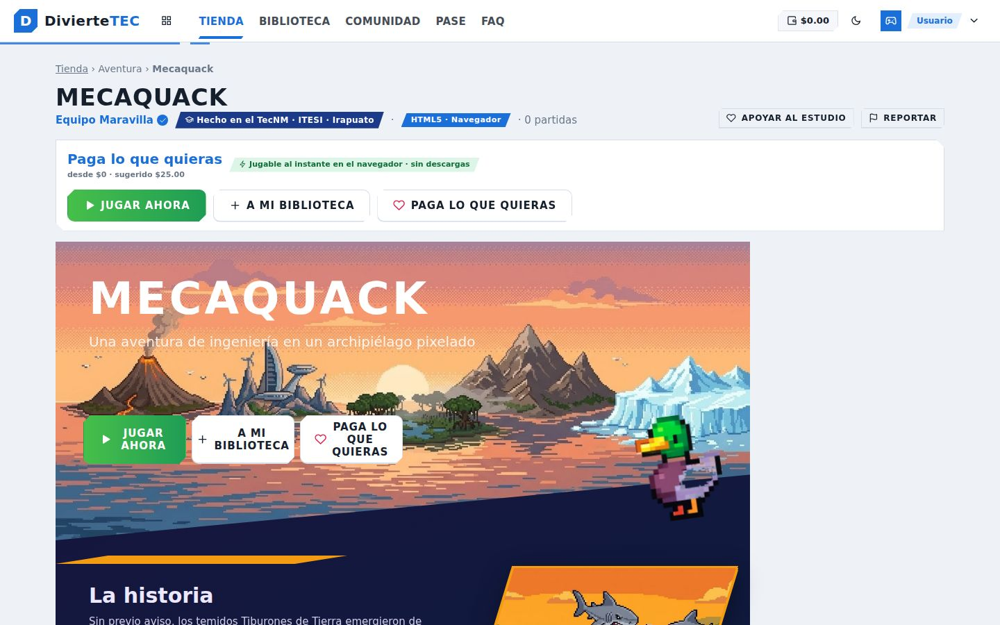 D DivierteTEC TIENDA BIBLIOTECA COMUNIDAD PASE FAQ $0.00 Usuario
Tienda › Aventura › Mecaquack
MECAQUACK
Equipo Maravilla Hecho en el TecNM · ITESI · Irapuato · HTML5 · Navegador · 0 partidas APOYAR AL ESTUDIO REPORTAR
Paga lo que quieras
desde $0 · sugerido $25.00
Jugable al instante en el navegador · sin descargas
JUGAR AHORA A MI BIBLIOTECA PAGA LO QUE QUIERAS
MECAQUACK
Una aventura de ingeniería en un archipiélago pixelado
JUGAR
AHORA
A MI
BIBLIOTECA
PAGA LO
QUE
QUIERAS
La historia
Sin previo aviso, los temidos Tiburones de Tierra emergieron de